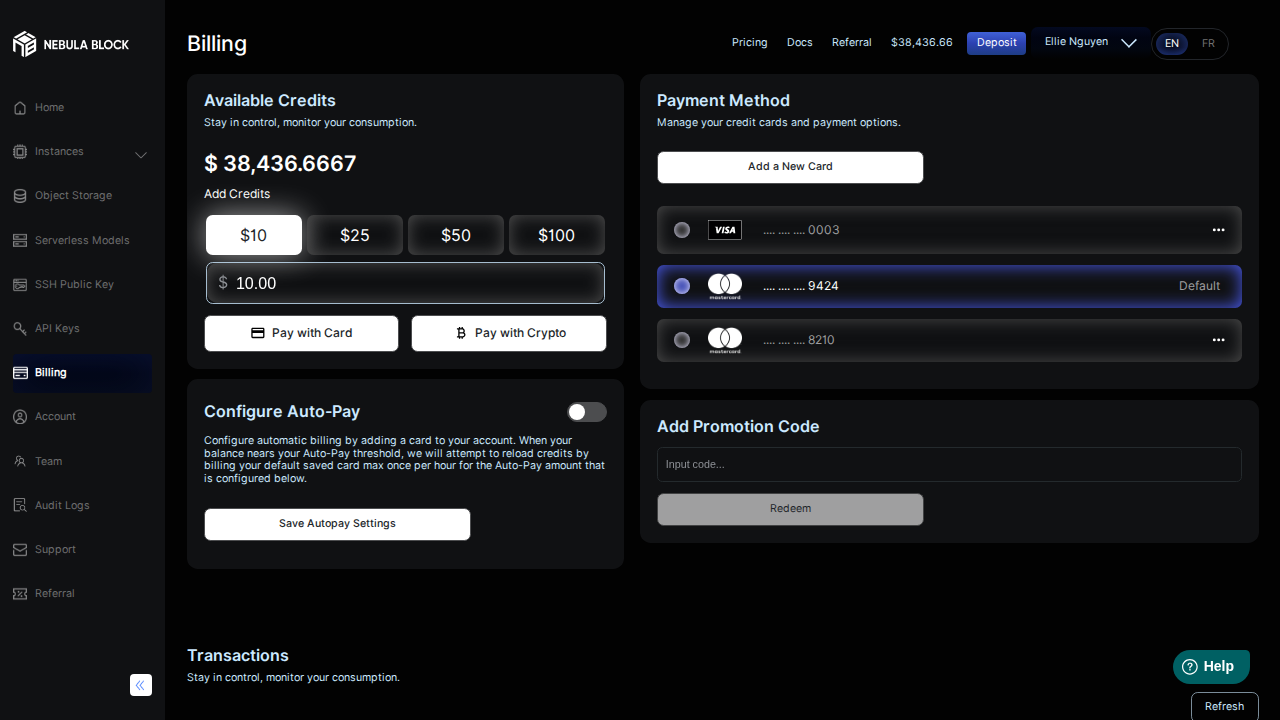 NEBULA BLOCK
Home
Instances
Object Storage
Serverless Models
SSH Public Key
API Keys
Billing
Account
Team
Audit Logs
Support
Referral
Billing
Pricing
Docs
Referral
$38,436.66
Deposit
Ellie Nguyen
EN
FR
Available Credits
Stay in control, monitor your consumption.
$ 38,436.6667
Add Credits
$10
$25
$50
$100
$ 10.00
Pay with Card
Pay with Crypto
Configure Auto-Pay
Configure automatic billing by adding a card to your account. When your
balance nears your Auto-Pay threshold, we will attempt to reload credits by
billing your default saved card max once per hour for the Auto-Pay amount that
is configured below.
Save Autopay Settings
Payment Method
Manage your credit cards and payment options.
Add a New Card
VISA
.... .... .... 0003
mastercard
.... .... .... 9424
Default
mastercard
.... .... .... 8210
Add Promotion Code
Input code...
Redeem
Transactions
Stay in control, monitor your consumption.
Help
Refresh